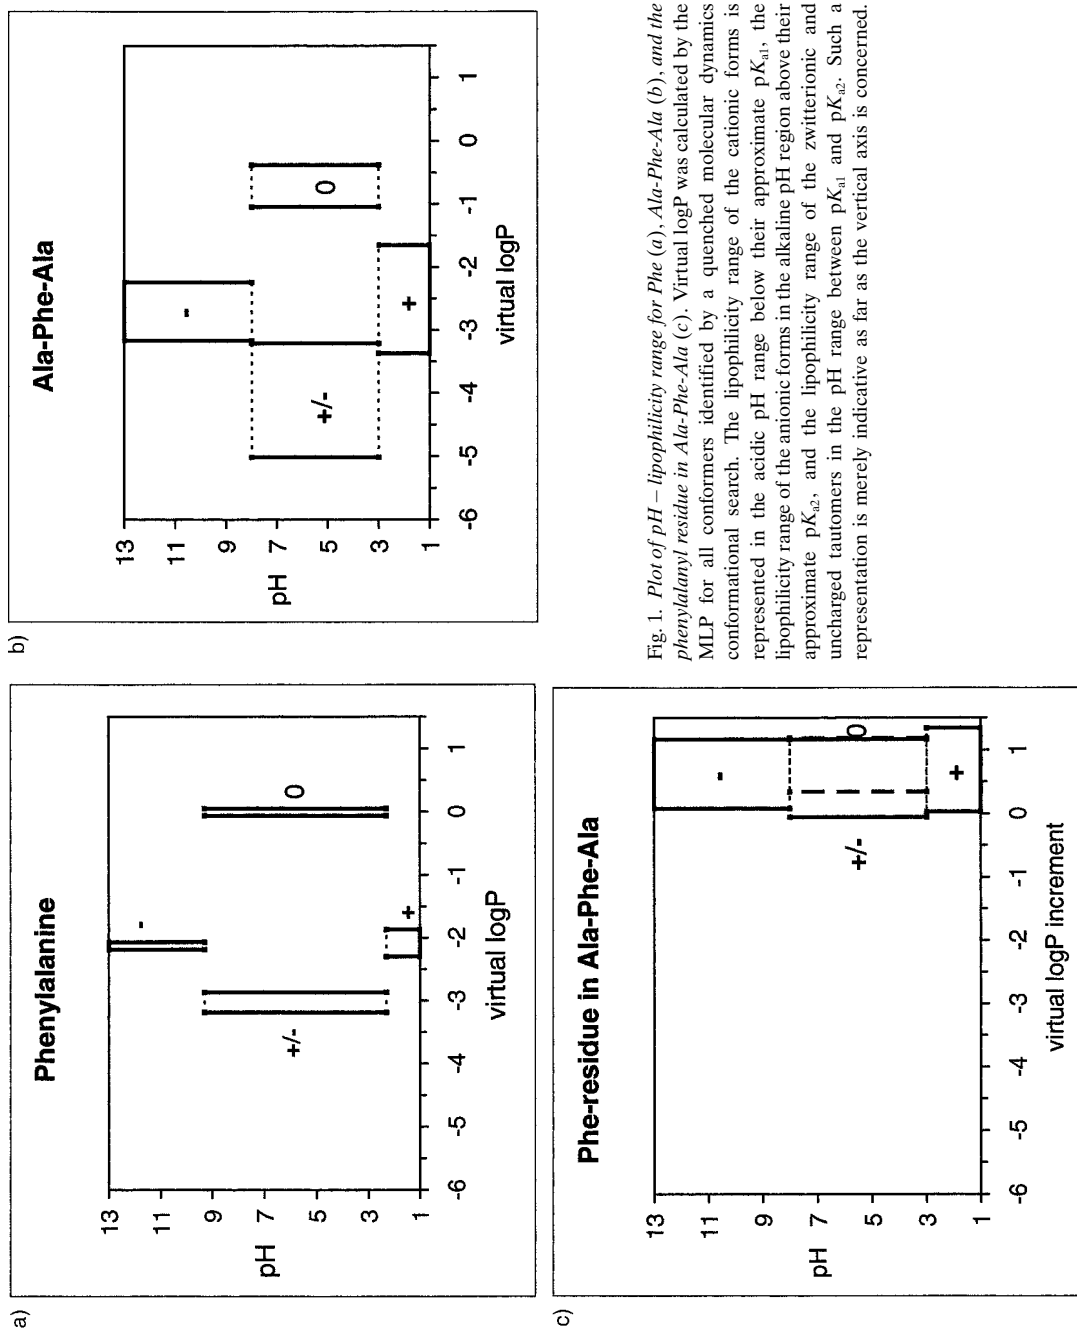 a)
Phenylalanine
13
11
9
7
5
3
1
pH
-
0
+/-
+
-6
-5
-4
-3
-2
-1
0
1
virtual logP
b)
Ala-Phe-Ala
13
11
9
7
5
3
1
pH
-
+/-
0
+
-6
-5
-4
-3
-2
-1
0
1
virtual logP
c)
Phe-residue in Ala-Phe-Ala
13
11
9
7
5
3
1
pH
-
0
+/-
+
-6
-5
-4
-3
-2
-1
0
1
virtual logP increment
Fig. 1. Plot of pH – lipophilicity range for Phe (a), Ala-Phe-Ala (b), and the
phenylalanyl residue in Ala-Phe-Ala (c). Virtual logP was calculated by the
MLP for all conformers identified by a quenched molecular dynamics
conformational search. The lipophilicity range of the cationic forms is
represented in the acidic pH range below their approximate pKa1, the
lipophilicity range of the anionic forms in the alkaline pH region above their
approximate pKa2, and the lipophilicity range of the zwitterionic and
uncharged tautomers in the pH range between pKa1 and pKa2. Such a
representation is merely indicative as far as the vertical axis is concerned.